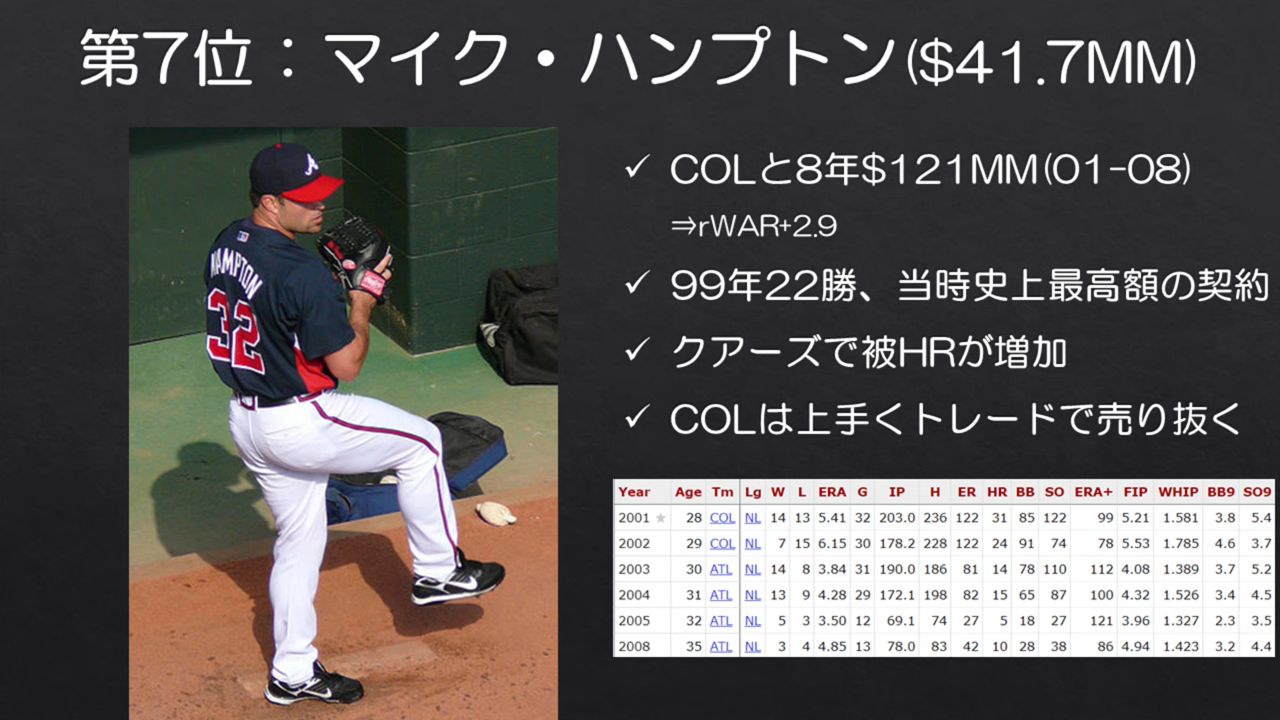 第7位：マイク・ハンプトン($41.7MM)
✓ COLと8年$121MM(01-08)
⇒rWAR+2.9
✓ 99年22勝、当時史上最高額の契約
✓ クアーズで被HRが増加
✓ COLは上手くトレードで売り抜く
HAMPTON
32
Year Age Tm Lg W L ERA G IP H ER HR BB SO ERA+ FIP WHIP BB9 SO9
2001 ★ 28 COL NL 14 13 5.41 32 203.0 236 122 31 85 122 99 5.21 1.581 3.8 5.4
2002 29 COL NL 7 15 6.15 30 178.2 228 122 24 91 74 78 5.53 1.785 4.6 3.7
2003 30 ATL NL 14 8 3.84 31 190.0 186 81 14 78 110 112 4.08 1.389 3.7 5.2
2004 31 ATL NL 13 9 4.28 29 172.1 198 82 15 65 87 100 4.32 1.526 3.4 4.5
2005 32 ATL NL 5 3 3.50 12 69.1 74 27 5 18 27 121 3.96 1.327 2.3 3.5
2008 35 ATL NL 3 4 4.85 13 78.0 83 42 10 28 38 86 4.94 1.423 3.2 4.4